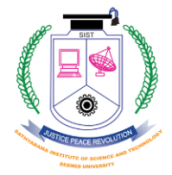 SIST
JUSTICE PEACE REVOLUTION
SATHYABAMA INSTITUTE OF SCIENCE AND TECHNOLOGY
DEEMED UNIVERSITY